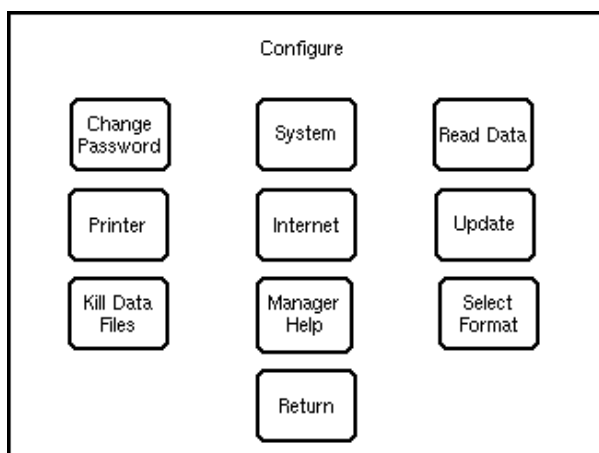 Configure
Change
Password
System
Read Data
Printer
Internet
Update
Kill Data
Files
Manager
Help
Select
Format
Return